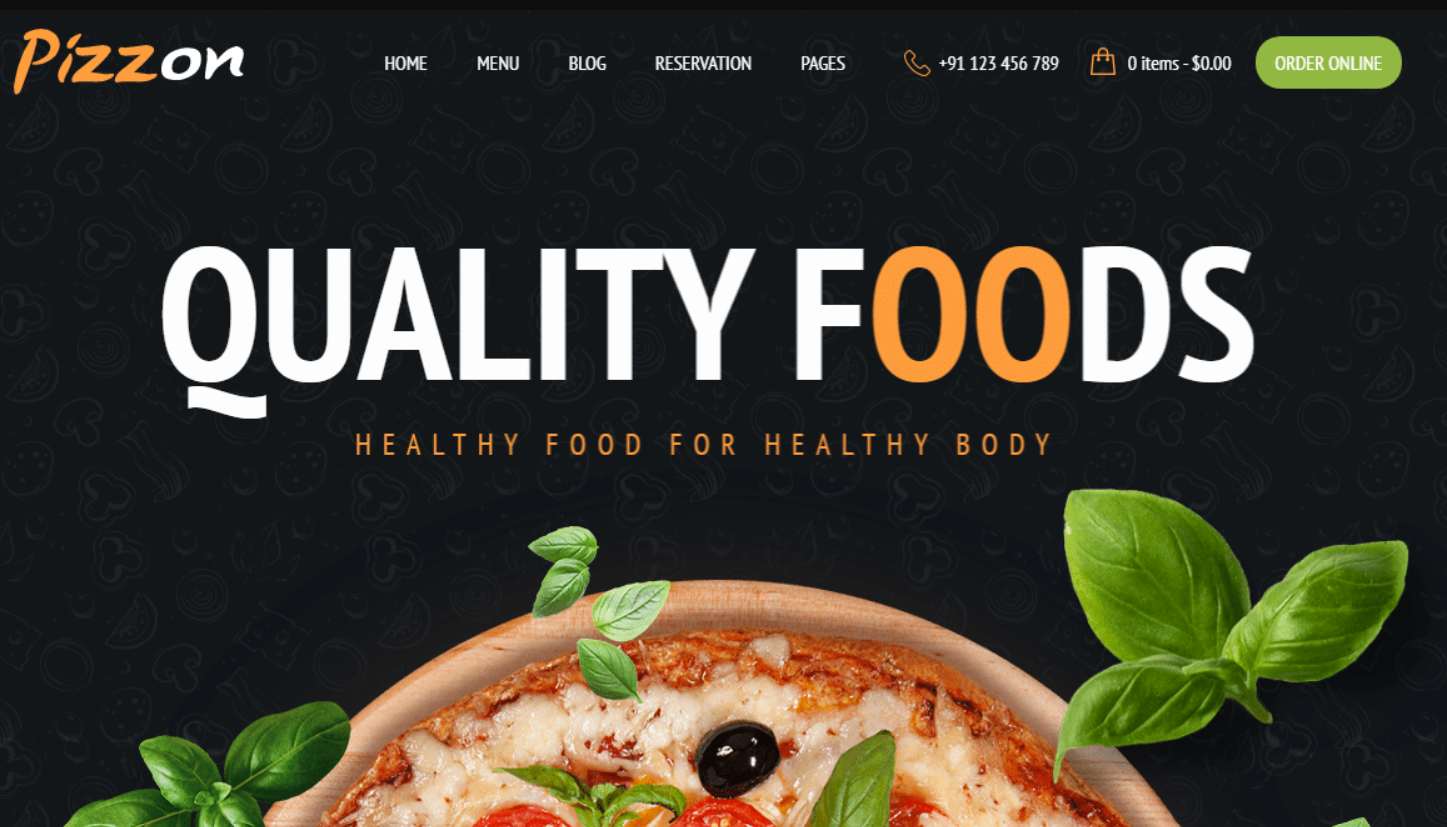 Pizzon
HOME MENU BLOG RESERVATION PAGES +91 123 456 789 0 items - $0.00 ORDER ONLINE
QUALITY FOODS
HEALTHY FOOD FOR HEALTHY BODY